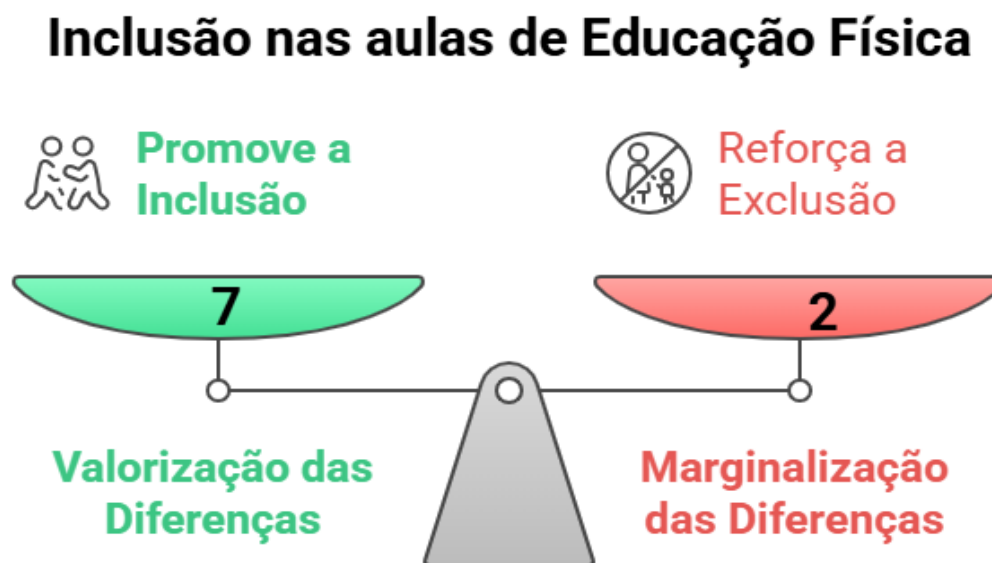 Inclusão nas aulas de Educação Física
Promove a
Inclusão
Reforça a
Exclusão
7
2
Valorização das
Diferenças
Marginalização
das Diferenças